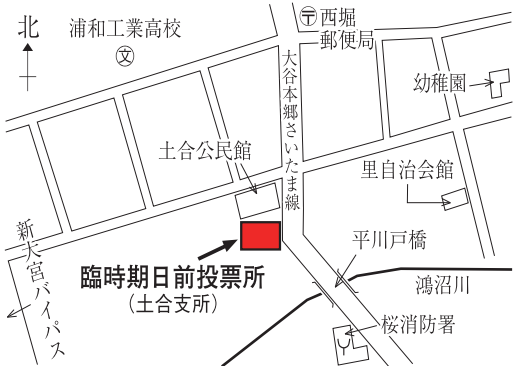 北
浦和工業高校
文
〒
西堀
郵便局
幼稚園
大谷本郷さいたま線
土合公民館
里自治会館
新大宮バイパス
平川戸橋
臨時期日前投票所
（土合支所）
鴻沼川
桜消防署